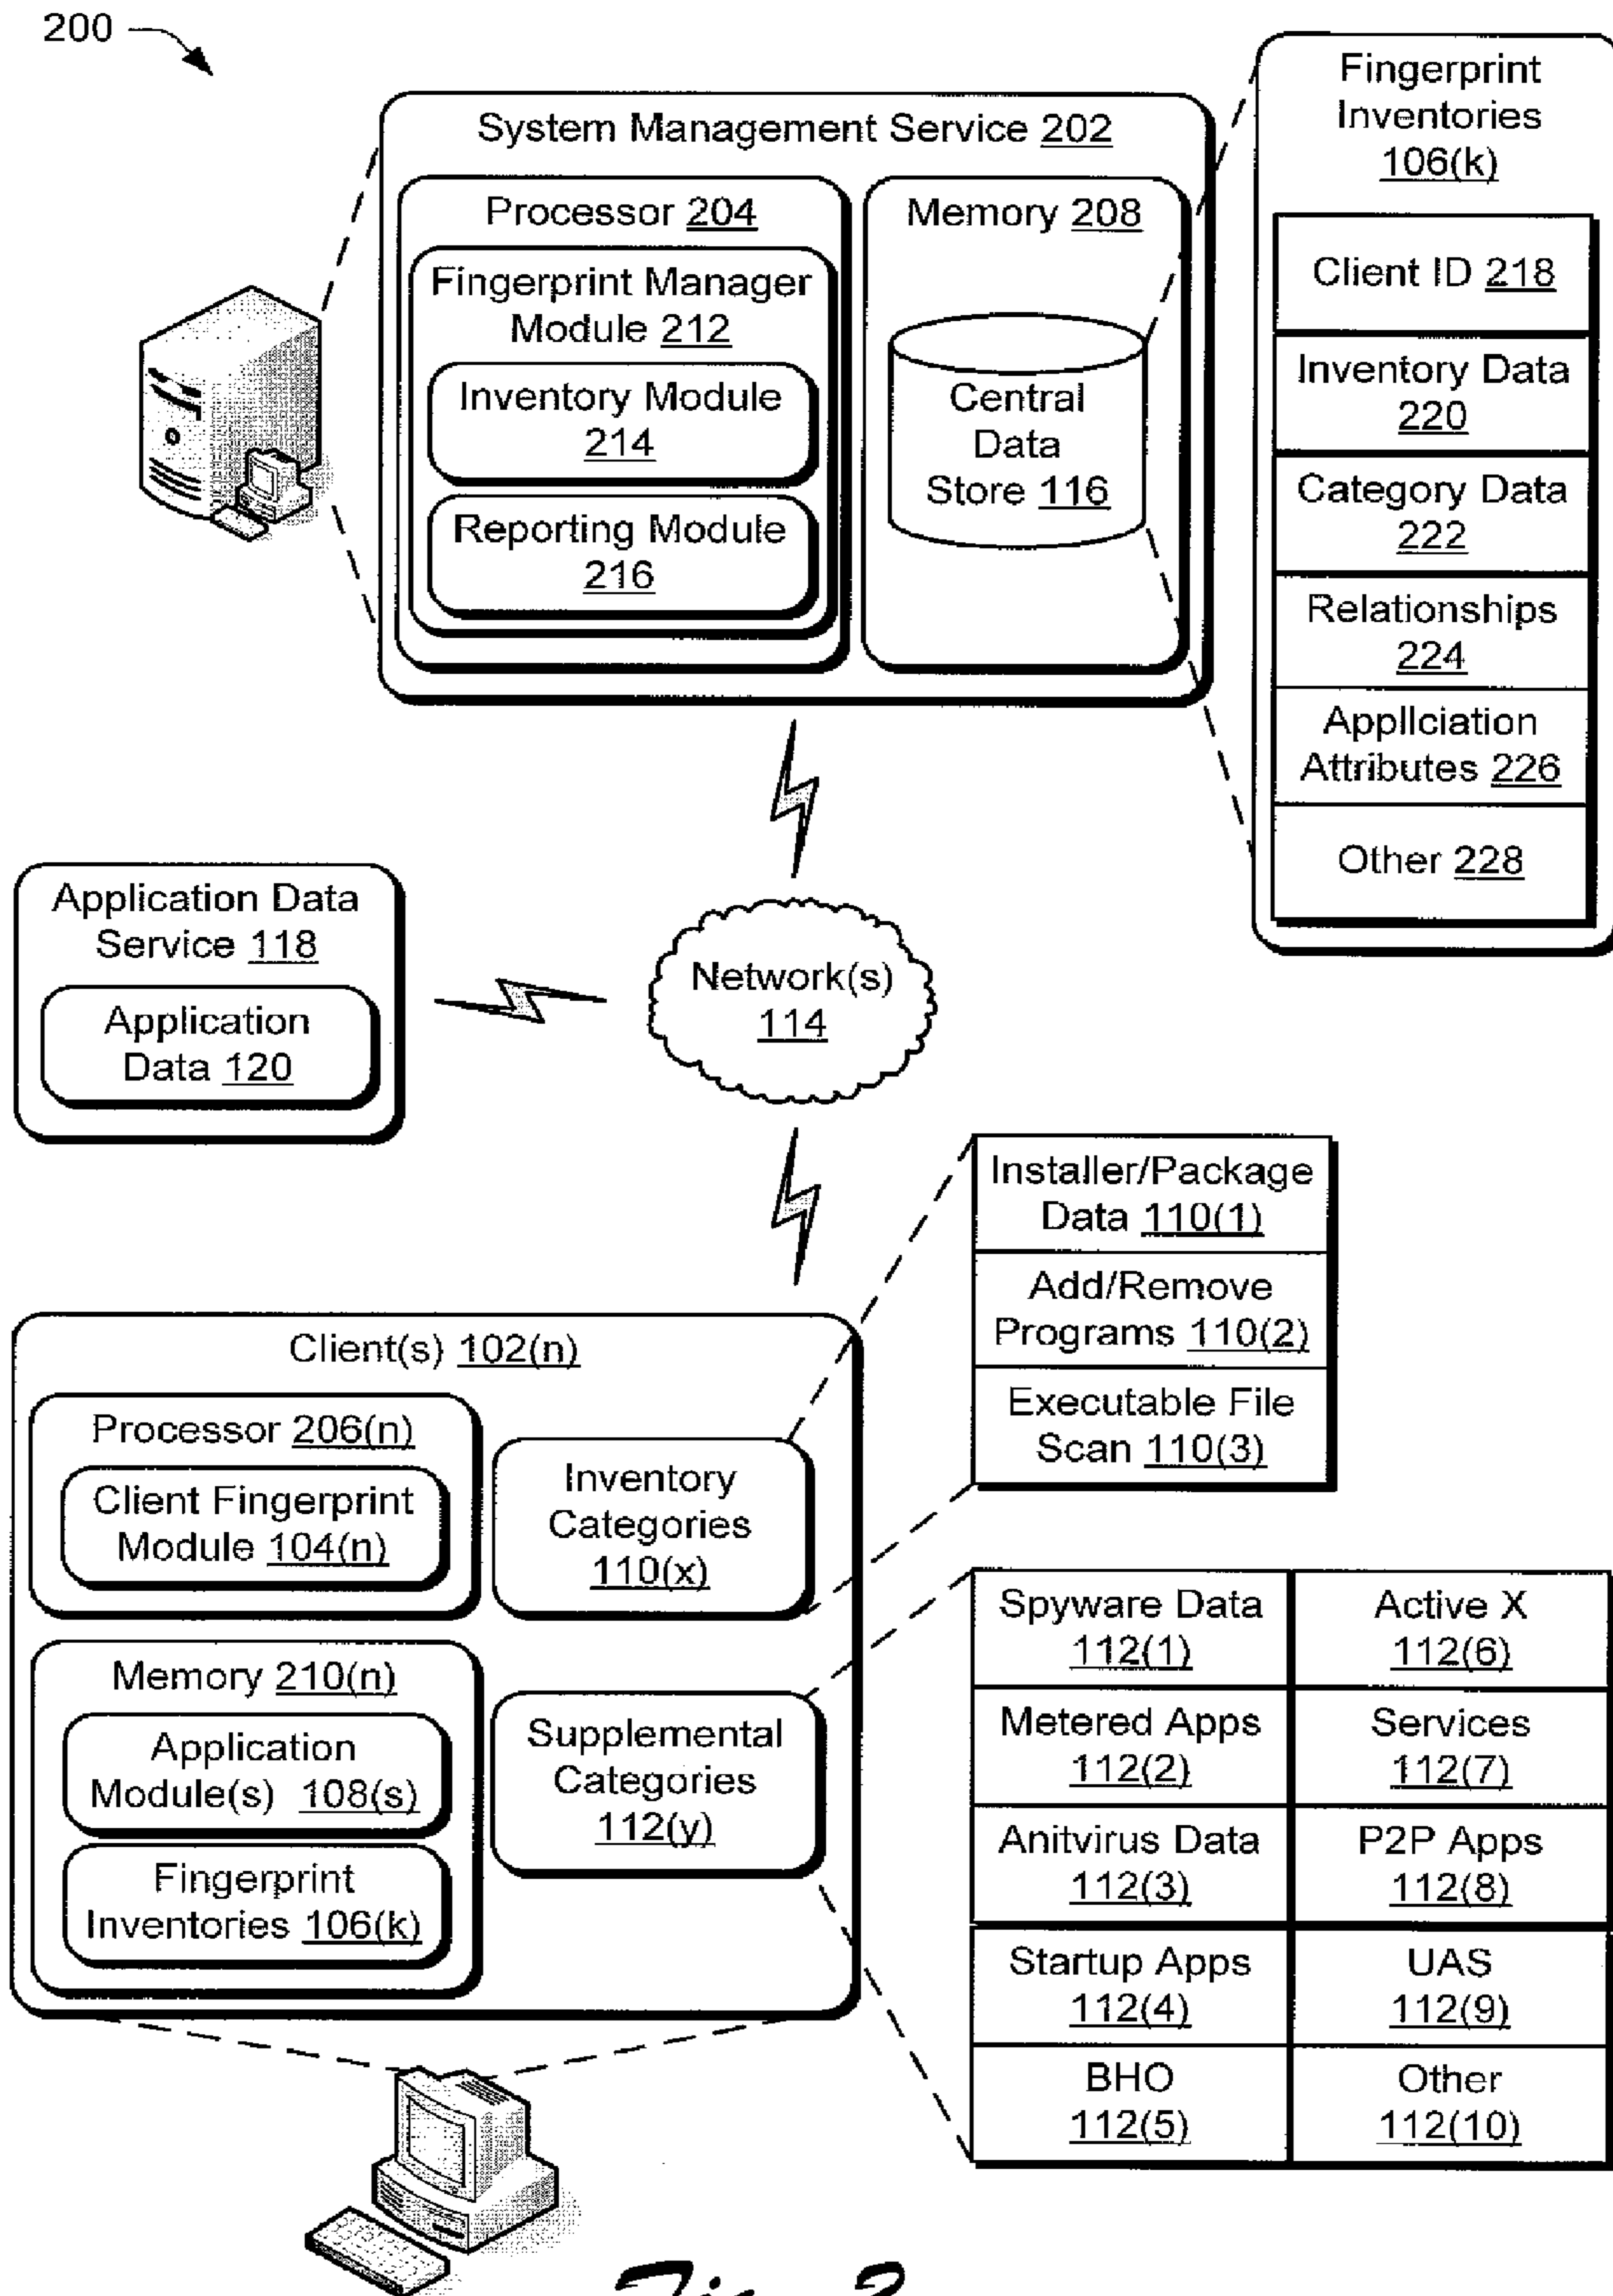 200
System Management Service 202
Processor 204
Fingerprint Manager
Module 212
Inventory Module
214
Reporting Module
216
Memory 208
Central
Data
Store 116
Fingerprint
Inventories
106(k)
Client ID 218
Inventory Data
220
Category Data
222
Relationships
224
Appliciation
Attributes 226
Other 228
Application Data
Service 118
Application
Data 120
Network(s)
114
Client(s) 102(n)
Processor 206(n)
Client Fingerprint
Module 104(n)
Inventory
Categories
110(x)
Memory 210(n)
Application
Module(s) 108(s)
Fingerprint
Inventories 106(k)
Supplemental
Categories
112(y)
Installer/Package
Data 110(1)
Add/Remove
Programs 110(2)
Executable File
Scan 110(3)
Spyware Data
112(1)
Active X
112(6)
Metered Apps
112(2)
Services
112(7)
Anitvirus Data
112(3)
P2P Apps
112(8)
Startup Apps
112(4)
UAS
112(9)
BHO
112(5)
Other
112(10)